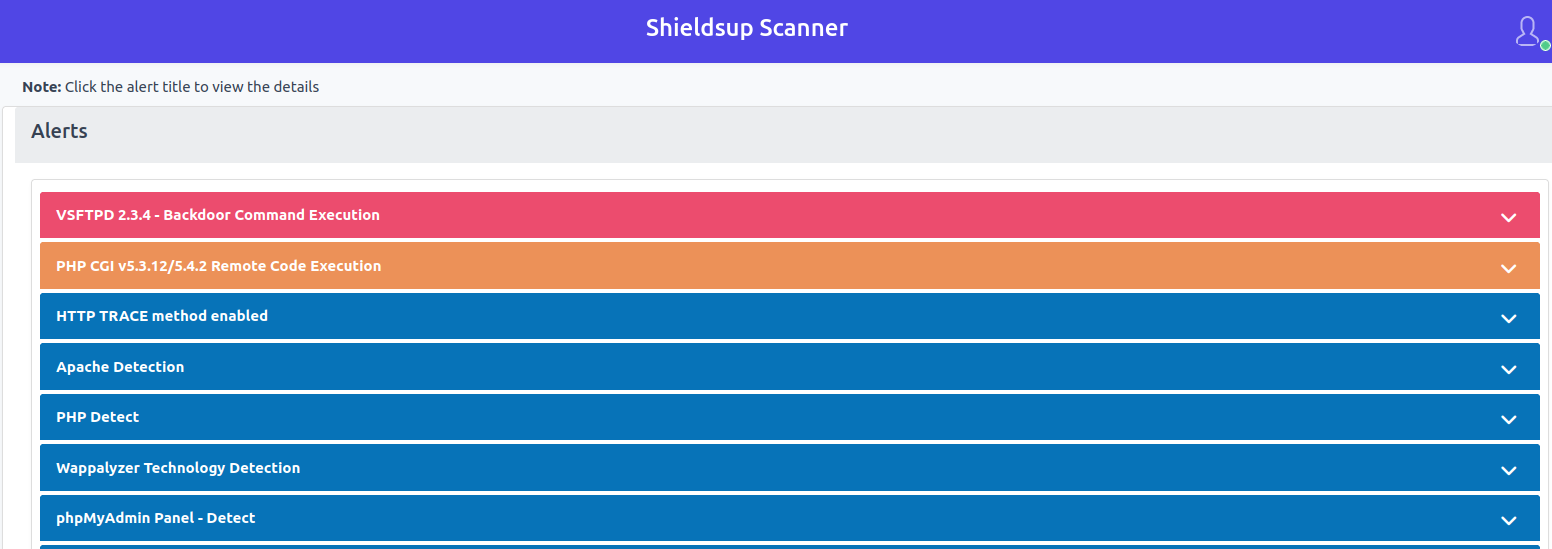 Shieldsup Scanner
Note: Click the alert title to view the details
Alerts
VSFTPD 2.3.4 - Backdoor Command Execution
PHP CGI v5.3.12/5.4.2 Remote Code Execution
HTTP TRACE method enabled
Apache Detection
PHP Detect
Wappalyzer Technology Detection
phpMyAdmin Panel - Detect